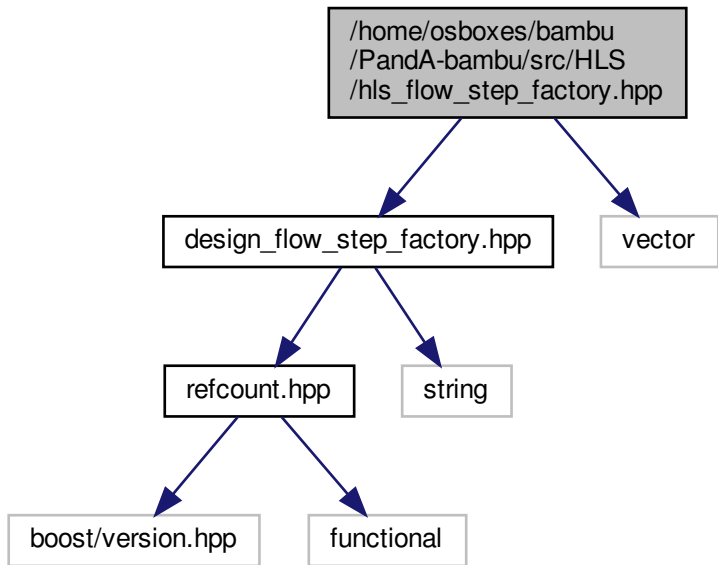 /home/osboxes/bambu
/PandA-bambu/src/HLS
/hls_flow_step_factory.hpp
design_flow_step_factory.hpp
vector
refcount.hpp
string
boost/version.hpp
functional